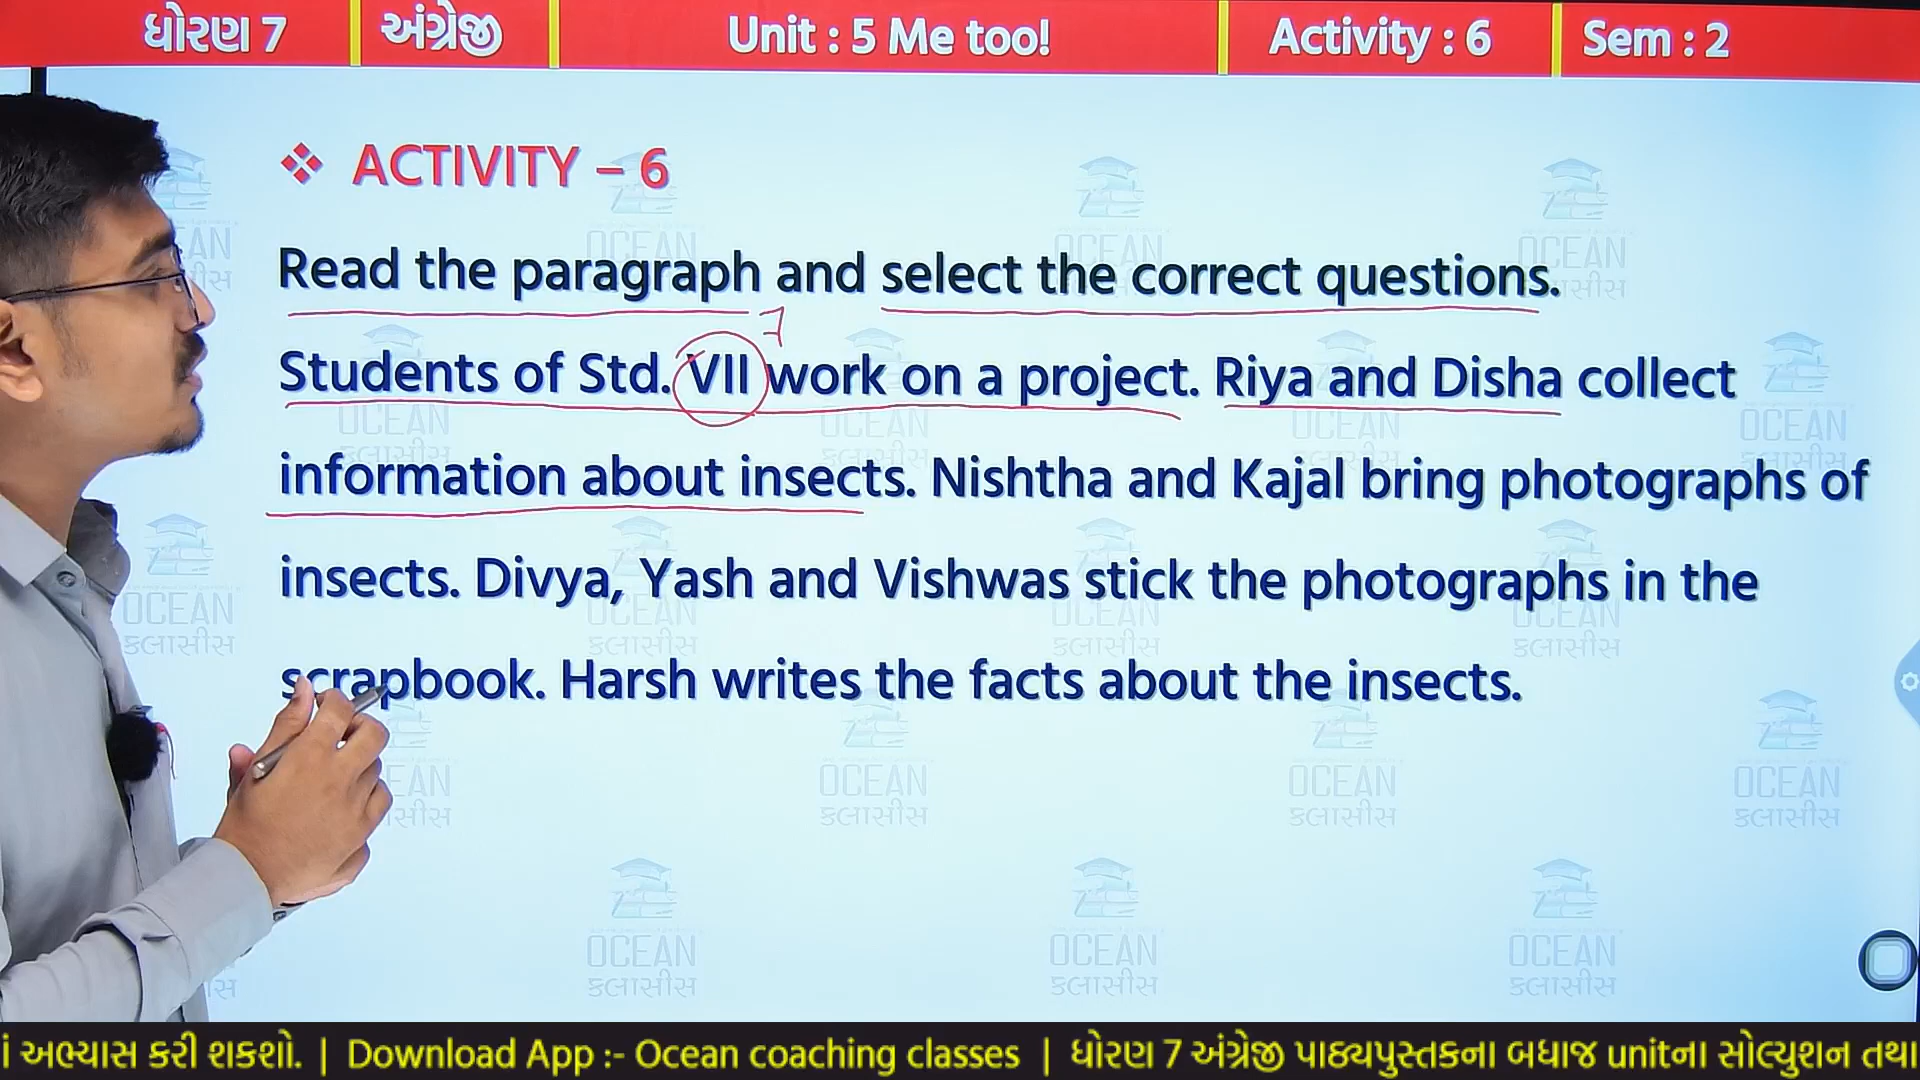 ધોરણ 7 અંગ્રેજી Unit : 5 Me too! Activity : 6 Sem : 2
❖ ACTIVITY – 6
Read the paragraph and select the correct questions.
7
Students of Std. VII work on a project. Riya and Disha collect
information about insects. Nishtha and Kajal bring photographs of
insects. Divya, Yash and Vishwas stick the photographs in the
scrapbook. Harsh writes the facts about the insects.
OCEAN
કલાસીસ
અભ્યાસ કરી શકશો. | Download App :- Ocean coaching classes | ધોરણ 7 અંગ્રેજી પાઠ્યપુસ્તકના બધાજ unitના સોલ્યુશન તથા